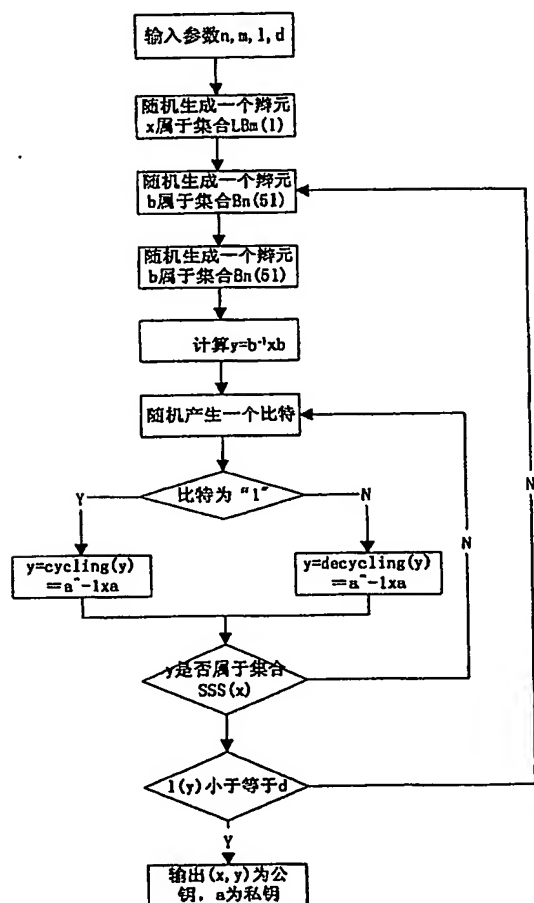 输入参数n,m,l,d
随机生成一个辫元
x属于集合LBm(l)
随机生成一个辫元
b属于集合Bn(5l)
随机生成一个辫元
b属于集合Bn(5l)
计算y=b⁻¹xb
随机产生一个比特
比特为“1”
Y
N
y=cycling(y)
=a^-1xa
y=decycling(y)
=a^-1xa
N
N
y是否属于集合
SSS(x)
l(y)小于等于d
Y
输出(x,y)为公
钥，a为私钥